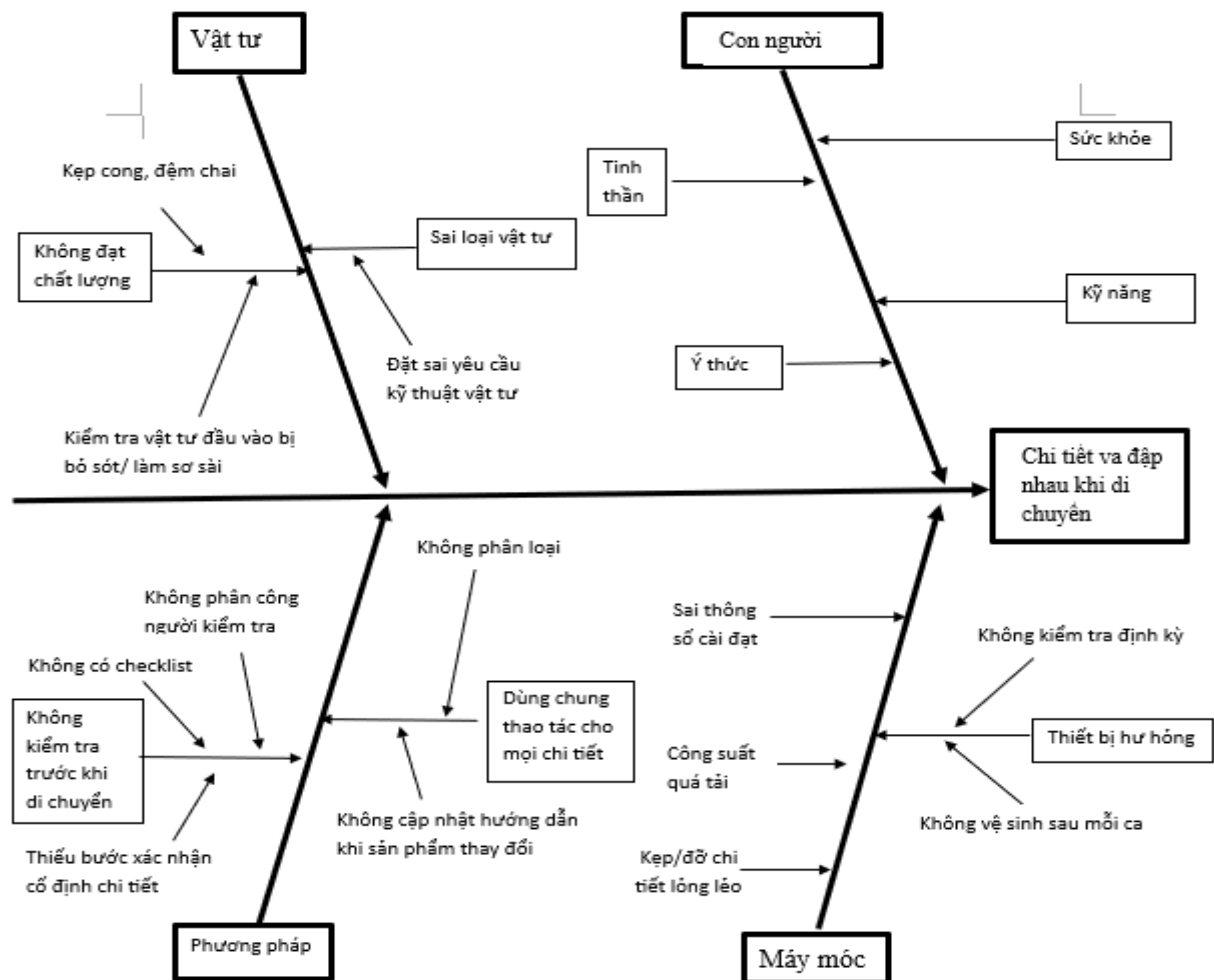 Vật tư
Con người
Sức khỏe
Tinh
thần
Kẹp cong, đệm chai
Sai loại vật tư
Không đạt
chất lượng
Kỹ năng
Ý thức
Đặt sai yêu cầu
kỹ thuật vật tư
Kiểm tra vật tư đầu vào bị
bỏ sót/ làm sơ sài
Chi tiết va đập
nhau khi di
chuyển
Không phân loại
Không phân công
người kiểm tra
Không có checklist
Không
kiểm tra
trước khi
di chuyển
Dùng chung
thao tác cho
mọi chi tiết
Thiếu bước xác nhận
cố định chi tiết
Không cập nhật hướng dẫn
khi sản phẩm thay đổi
Sai thông
số cài đạt
Không kiểm tra định kỳ
Thiết bị hư hỏng
Công suất
quá tải
Không vệ sinh sau mỗi ca
Kẹp/đỡ chi
tiết lỏng lẻo
Phương pháp
Máy móc